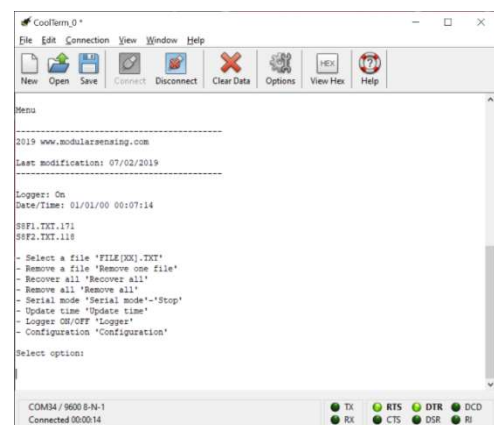 CoolTerm_0 *
File Edit Connection View Window Help
New Open Save Connect Disconnect Clear Data Options HEX View Hex Help
Menu
----------------------------------------
2019 www.modularsensing.com
Last modification: 07/02/2019
----------------------------------------
Logger: On
Date/Time: 01/01/00 00:07:14
S8F1.TXT.171
S8F2.TXT.118
- Select a file 'FILE[XX].TXT'
- Remove a file 'Remove one file'
- Recover all 'Recover all'
- Remove all 'Remove all'
- Serial mode 'Serial mode'-'Stop'
- Update time 'Update time'
- Logger ON/OFF 'Logger'
- Configuration 'Configuration'
Select option:
COM34 / 9600 8-N-1 TX RTS DTR DCD
Connected 00:00:14 RX CTS DSR RI